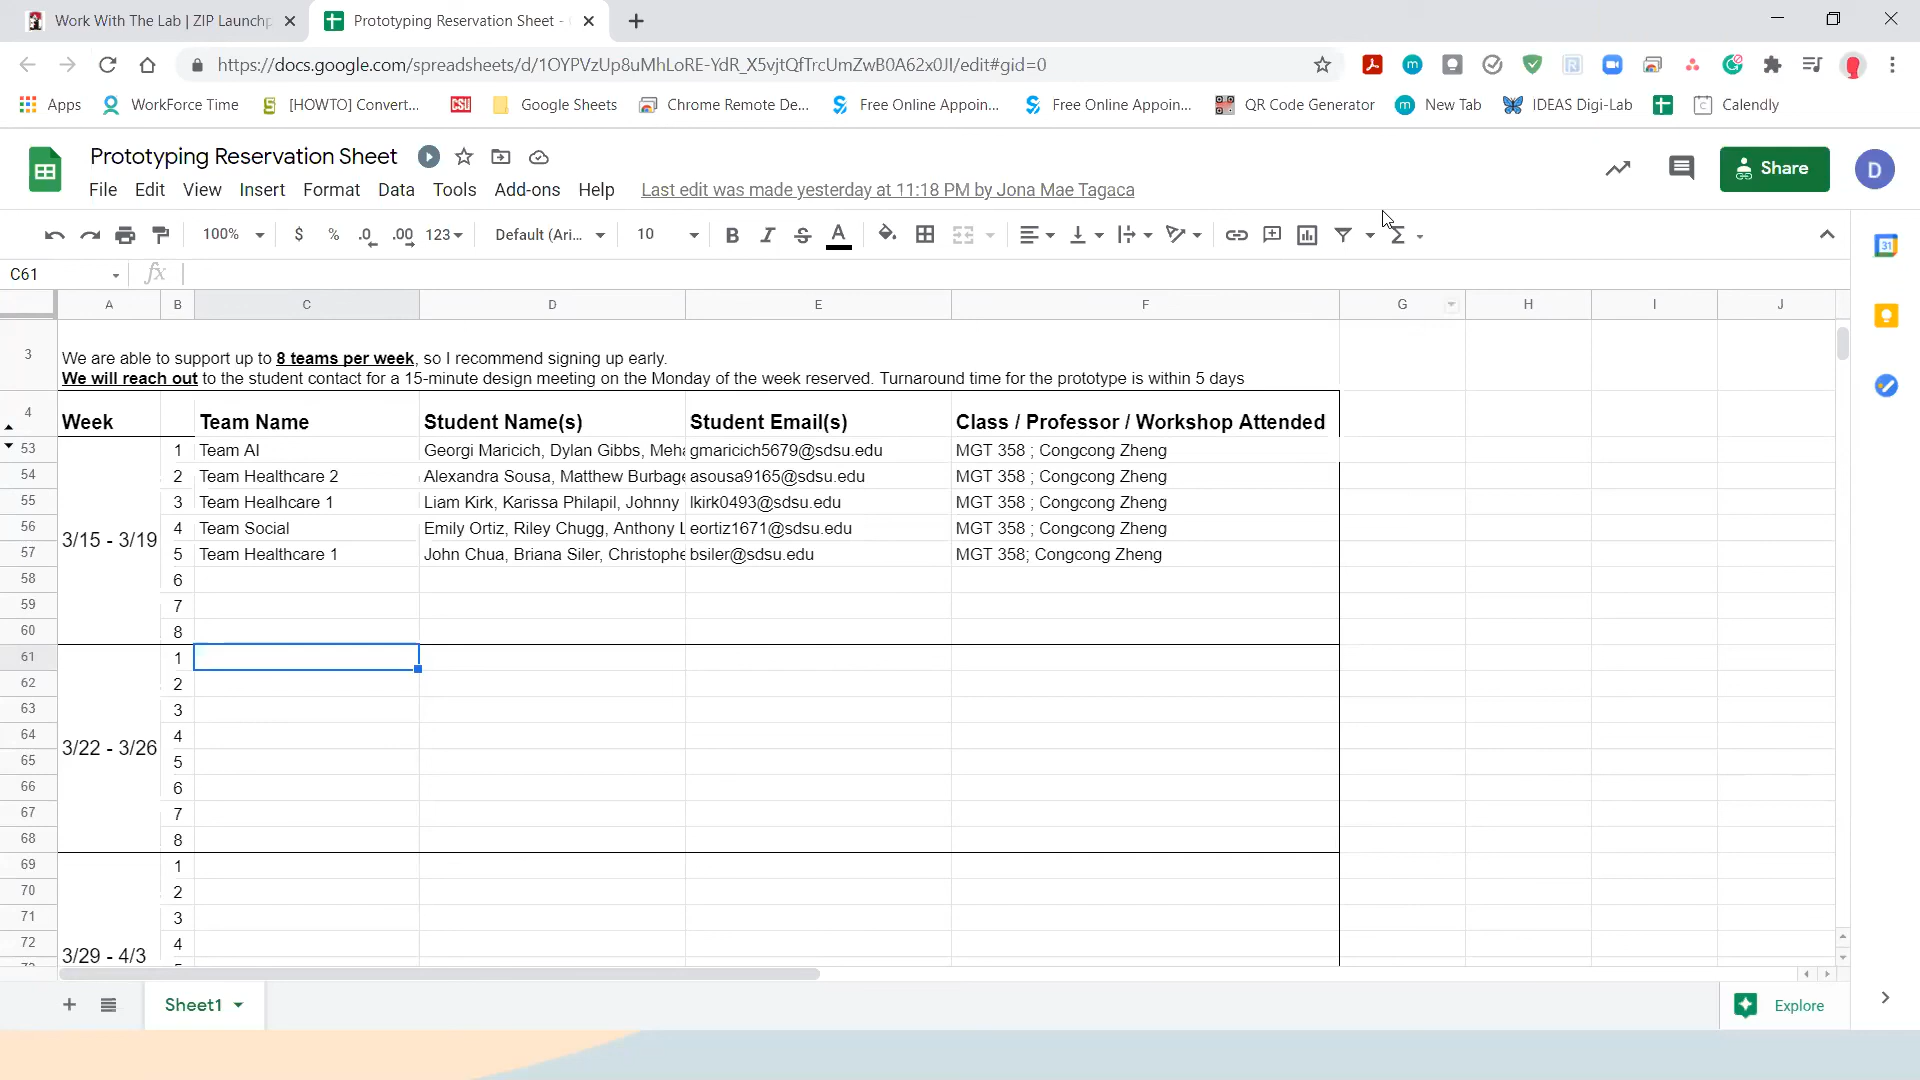 Work With The Lab | ZIP Launchp
Prototyping Reservation Sheet -
https://docs.google.com/spreadsheets/d/1OYPVzUp8uMhLoRE-YdR_X5vjtQfTrcUmZwB0A62x0JI/edit#gid=0
Apps WorkForce Time [HOWTO] Convert... CSU Google Sheets Chrome Remote De... Free Online Appoin... Free Online Appoin... QR Code Generator New Tab IDEAS Digi-Lab Calendly
Prototyping Reservation Sheet
Share
D
File Edit View Insert Format Data Tools Add-ons Help Last edit was made yesterday at 11:18 PM by Jona Mae Tagaca
100% $ % .0 .00 123 Default (Ari... 10 B I S A Σ
C61 fx
A B C D E F G H I J
3 We are able to support up to 8 teams per week, so I recommend signing up early.
We will reach out to the student contact for a 15-minute design meeting on the Monday of the week reserved. Turnaround time for the prototype is within 5 days
4 Week Team Name Student Name(s) Student Email(s) Class / Professor / Workshop Attended
53 1 Team AI Georgi Maricich, Dylan Gibbs, Meha gmaricich5679@sdsu.edu MGT 358 ; Congcong Zheng
54 2 Team Healthcare 2 Alexandra Sousa, Matthew Burbage asousa9165@sdsu.edu MGT 358 ; Congcong Zheng
55 3 Team Healhcare 1 Liam Kirk, Karissa Philapil, Johnny lkirk0493@sdsu.edu MGT 358 ; Congcong Zheng
56 4 Team Social Emily Ortiz, Riley Chugg, Anthony L eortiz1671@sdsu.edu MGT 358 ; Congcong Zheng
3/15 - 3/19
57 5 Team Healthcare 1 John Chua, Briana Siler, Christophe bsiler@sdsu.edu MGT 358; Congcong Zheng
58 6
59 7
60 8
61 1
62 2
63 3
64 4
3/22 - 3/26
65 5
66 6
67 7
68 8
69 1
70 2
71 3
72 4
3/29 - 4/3
Sheet1
Explore